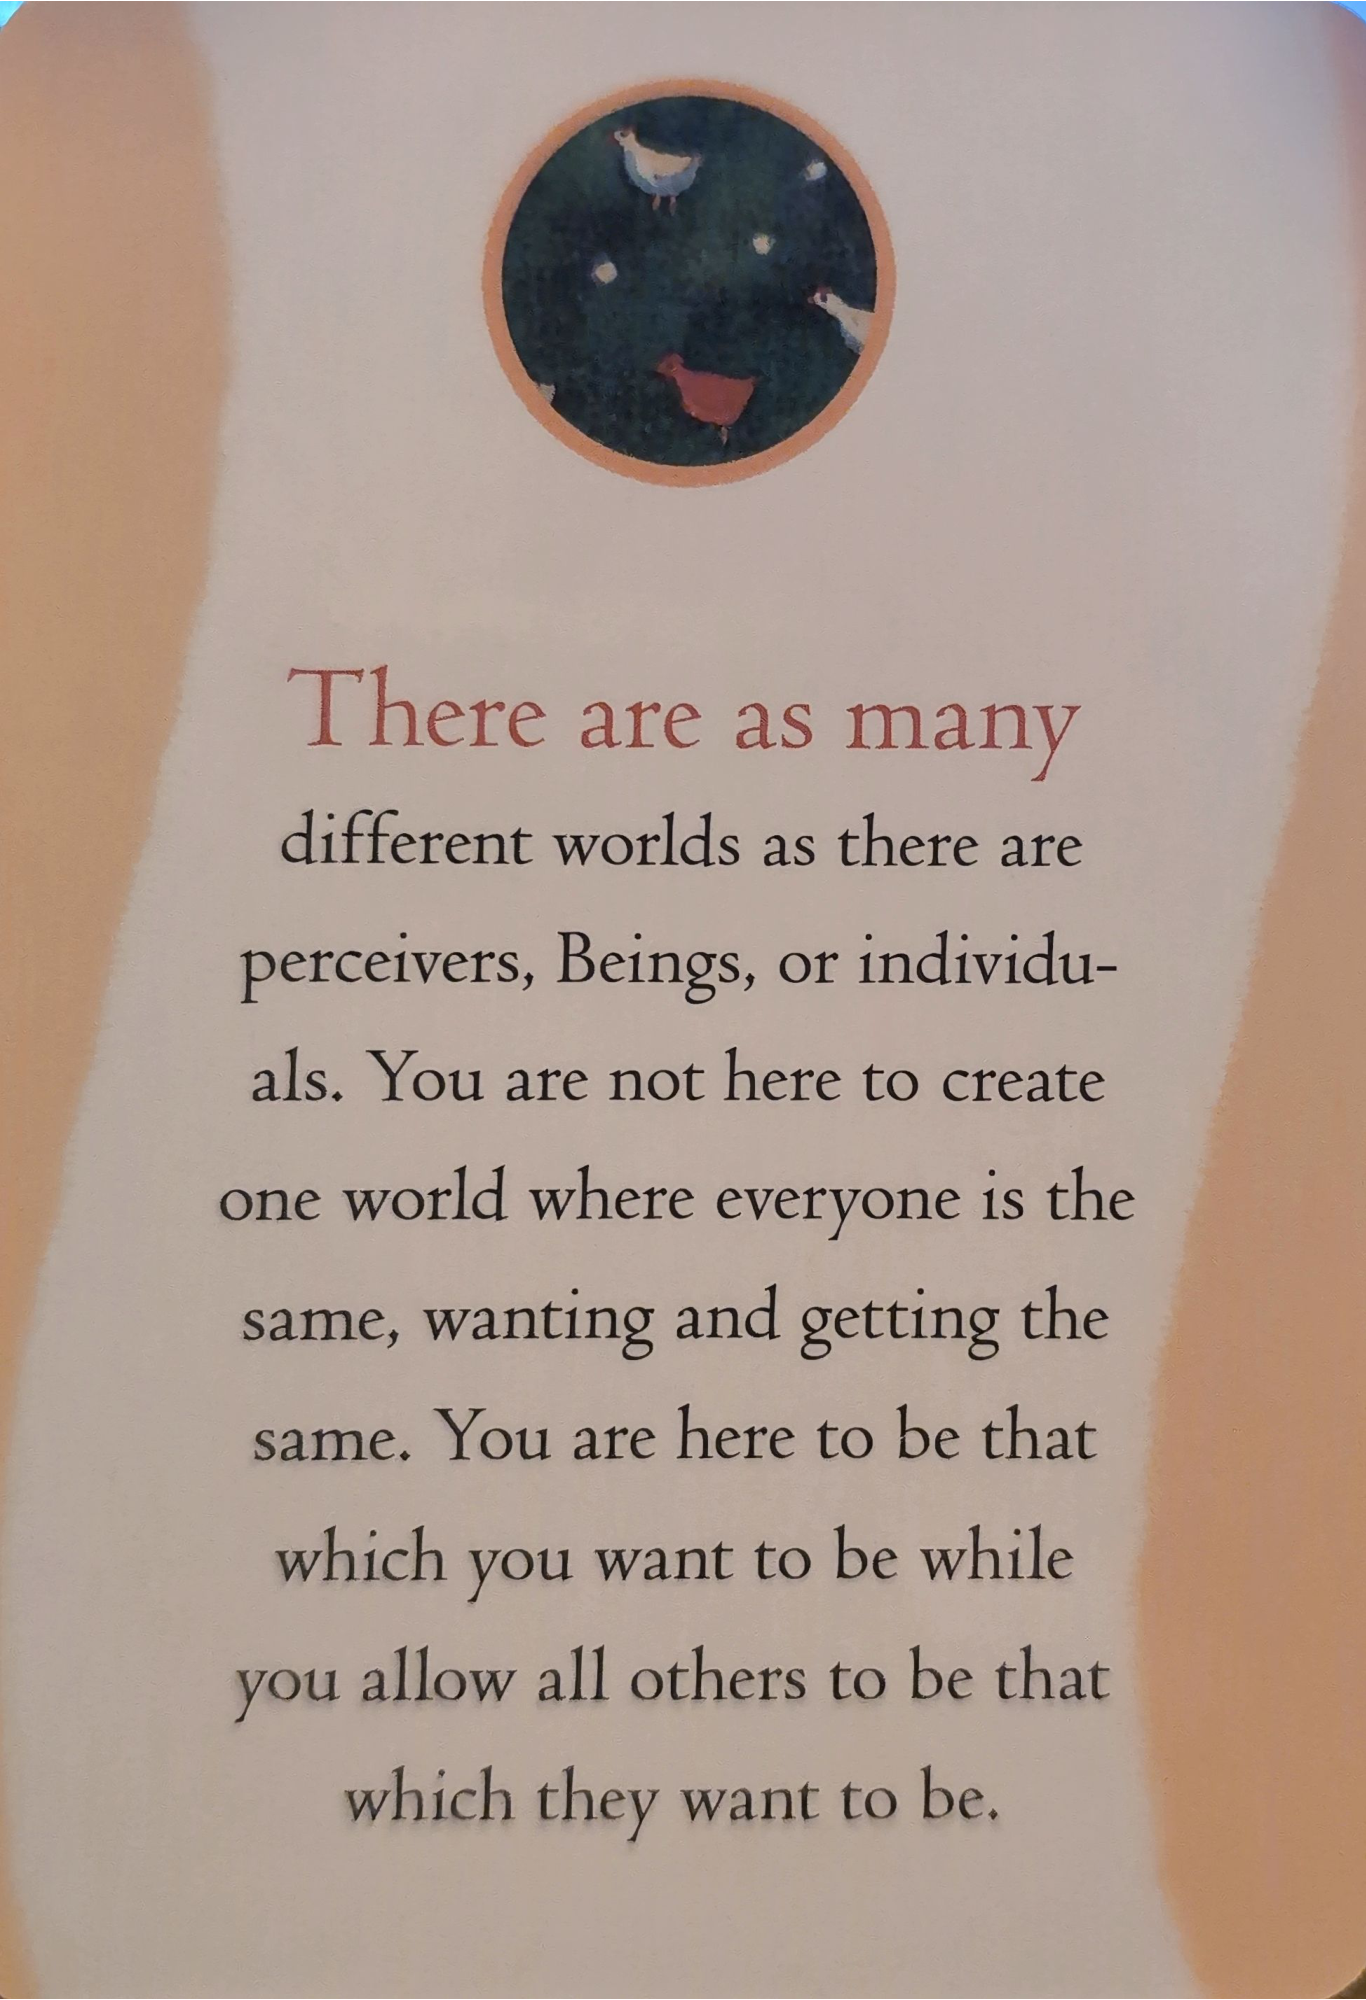 There are as many
different worlds as there are
perceivers, Beings, or individu-
als. You are not here to create
one world where everyone is the
same, wanting and getting the
same. You are here to be that
which you want to be while
you allow all others to be that
which they want to be.